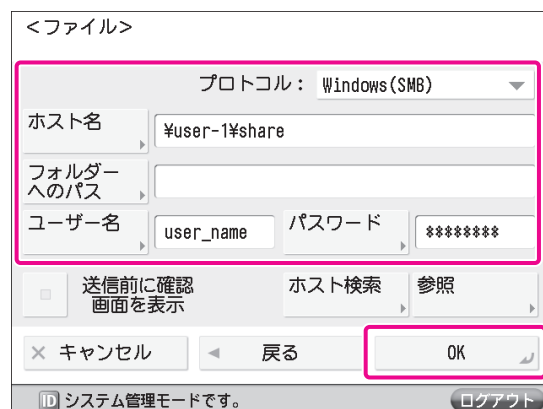 <ファイル>
プロトコル： Windows(SMB)
ホスト名 ¥user-1¥share
フォルダー
へのパス
ユーザー名 user_name パスワード ********
送信前に確認
画面を表示
ホスト検索 参照
キャンセル 戻る OK
ID システム管理モードです。 ログアウト